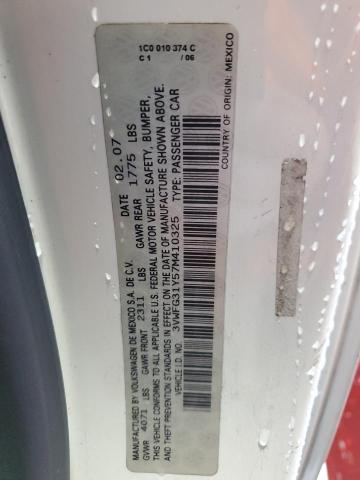 1C0 010 374 C
C 1 / 06
MANUFACTURED BY VOLKSWAGEN DE MEXICO S.A. DE C.V. DATE 02.07
GVWR 4071 LBS GAWR FRONT 2311 LBS GAWR REAR 1775 LBS
THIS VEHICLE CONFORMS TO ALL APPLICABLE U.S. FEDERAL MOTOR VEHICLE SAFETY, BUMPER,
AND THEFT PREVENTION STANDARDS IN EFFECT ON THE DATE OF MANUFACTURE SHOWN ABOVE.
VEHICLE I.D. NO. 3VWFG31Y57M410325 TYPE: PASSENGER CAR
COUNTRY OF ORIGIN: MEXICO